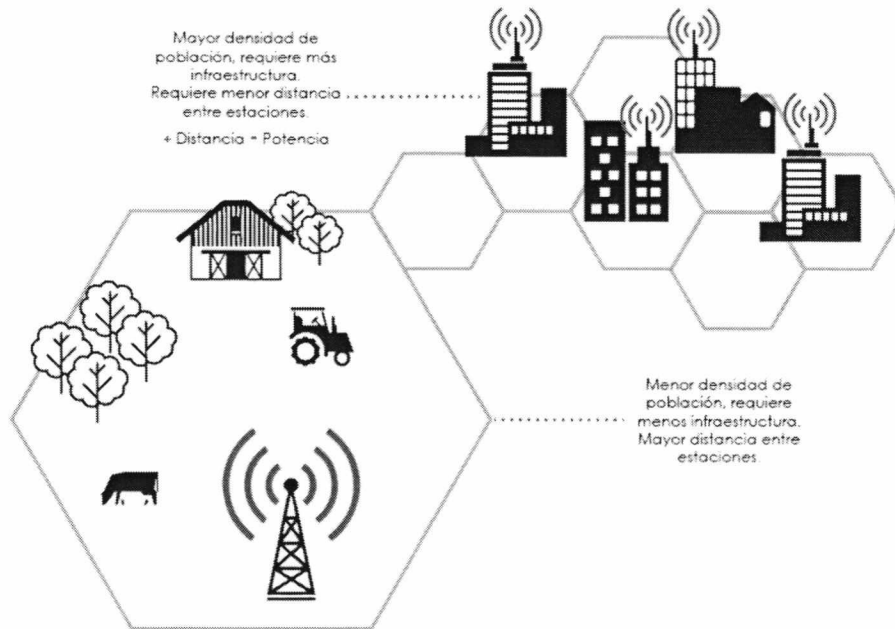 Mayor densidad de
población, requiere más
infraestructura.
Requiere menor distancia
entre estaciones.
+ Distancia = Potencia
Menor densidad de
población, requiere
menos infraestructura.
Mayor distancia entre
estaciones